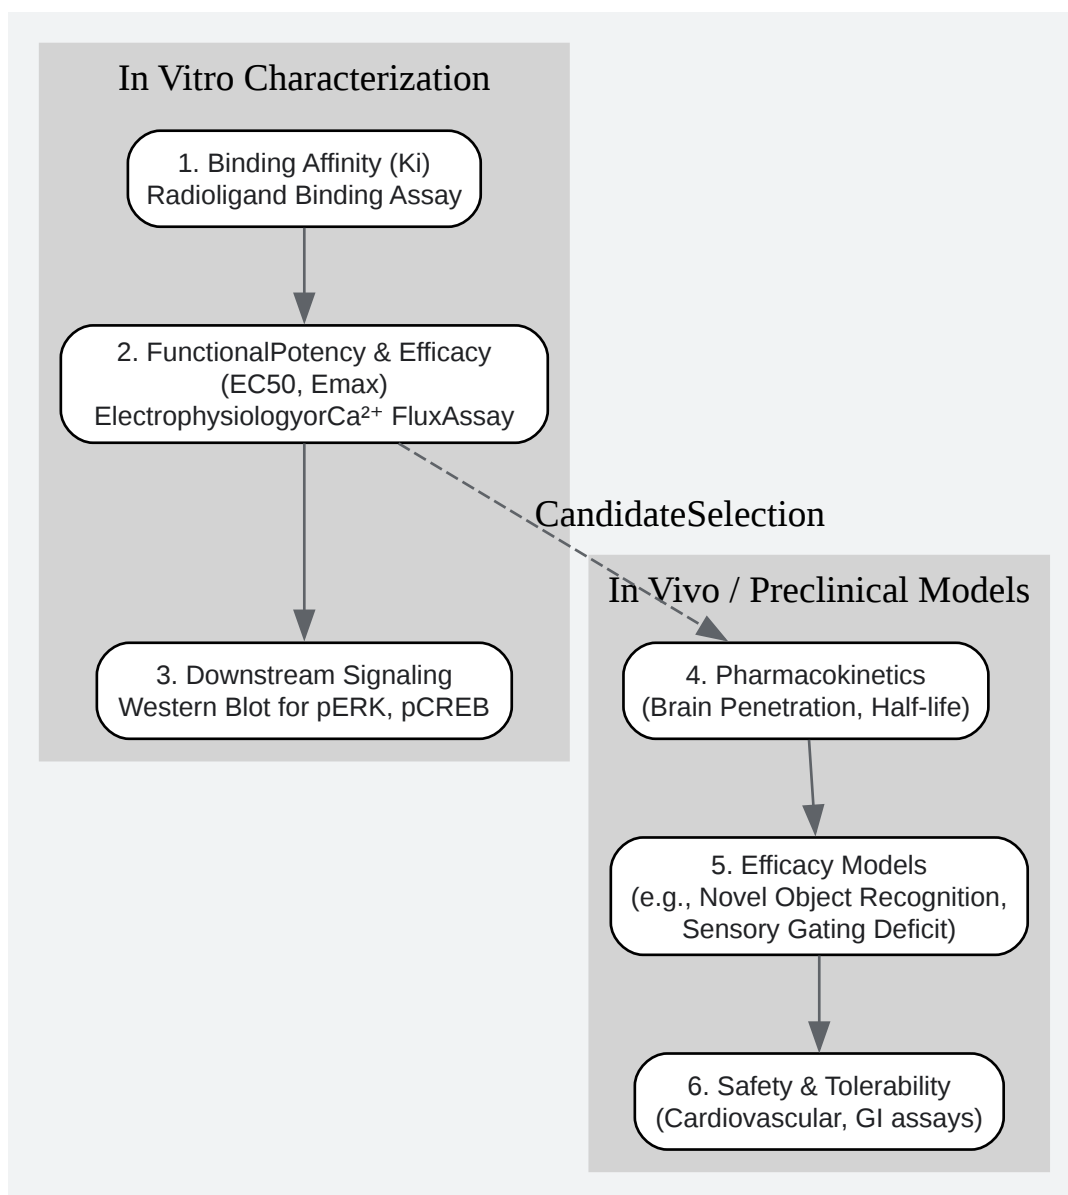 In Vitro Characterization
1. Binding Affinity (Ki)
Radioligand Binding Assay
2. FunctionalPotency & Efficacy
(EC50, Emax)
ElectrophysiologyorCa²⁺ FluxAssay
3. Downstream Signaling
Western Blot for pERK, pCREB
CandidateSelection
In Vivo / Preclinical Models
4. Pharmacokinetics
(Brain Penetration, Half-life)
5. Efficacy Models
(e.g., Novel Object Recognition,
Sensory Gating Deficit)
6. Safety & Tolerability
(Cardiovascular, GI assays)